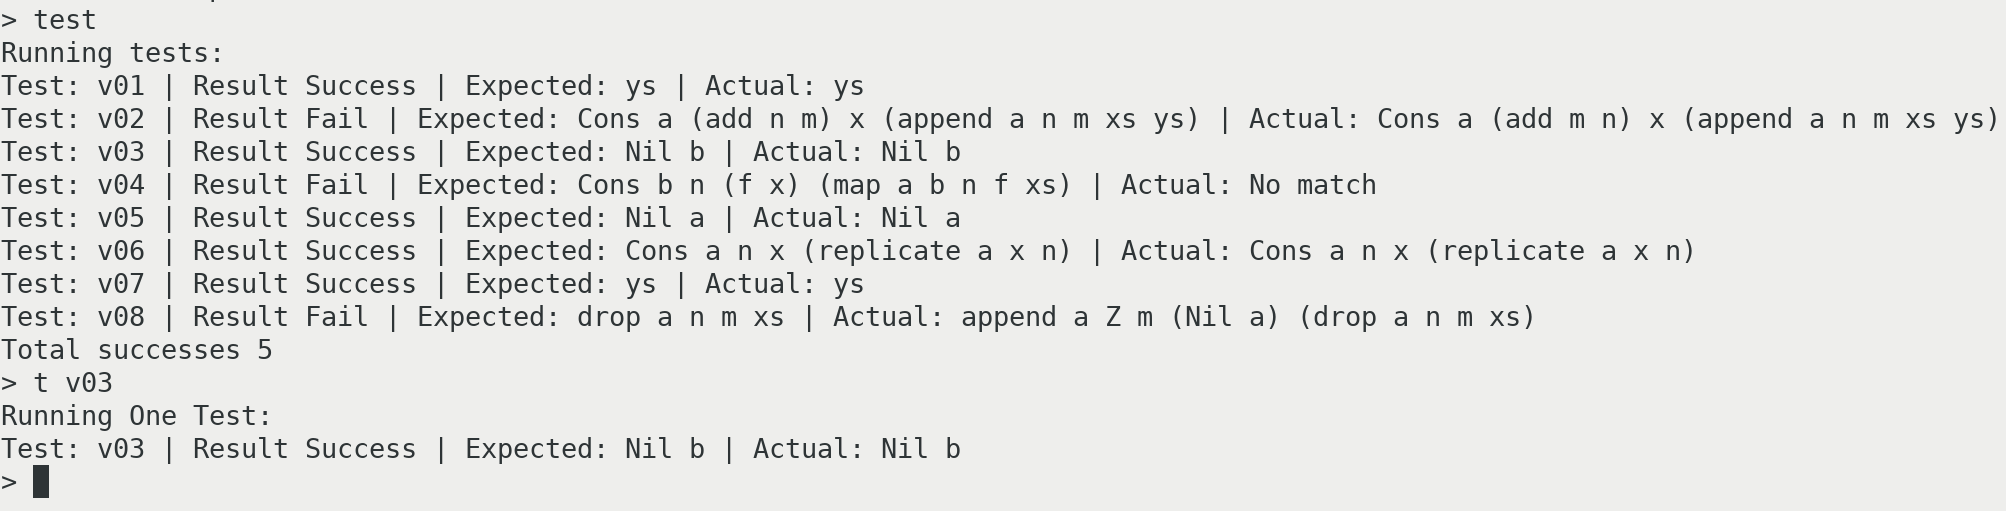 > test
Running tests:
Test: v01 | Result Success | Expected: ys | Actual: ys
Test: v02 | Result Fail | Expected: Cons a (add n m) x (append a n m xs ys) | Actual: Cons a (add m n) x (append a n m xs ys)
Test: v03 | Result Success | Expected: Nil b | Actual: Nil b
Test: v04 | Result Fail | Expected: Cons b n (f x) (map a b n f xs) | Actual: No match
Test: v05 | Result Success | Expected: Nil a | Actual: Nil a
Test: v06 | Result Success | Expected: Cons a n x (replicate a x n) | Actual: Cons a n x (replicate a x n)
Test: v07 | Result Success | Expected: ys | Actual: ys
Test: v08 | Result Fail | Expected: drop a n m xs | Actual: append a Z m (Nil a) (drop a n m xs)
Total successes 5
> t v03
Running One Test:
Test: v03 | Result Success | Expected: Nil b | Actual: Nil b
>